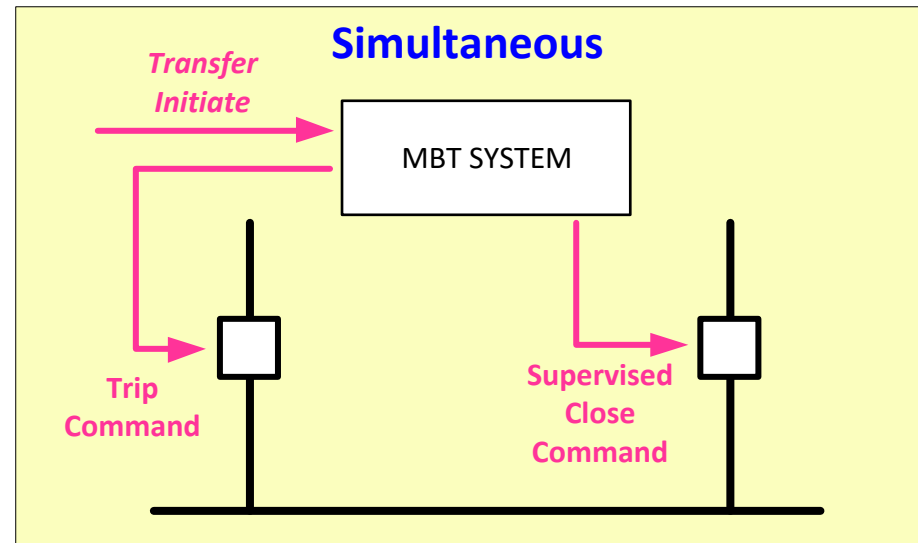 Simultaneous
Transfer
Initiate
MBT SYSTEM
Trip
Command
Supervised
Close
Command